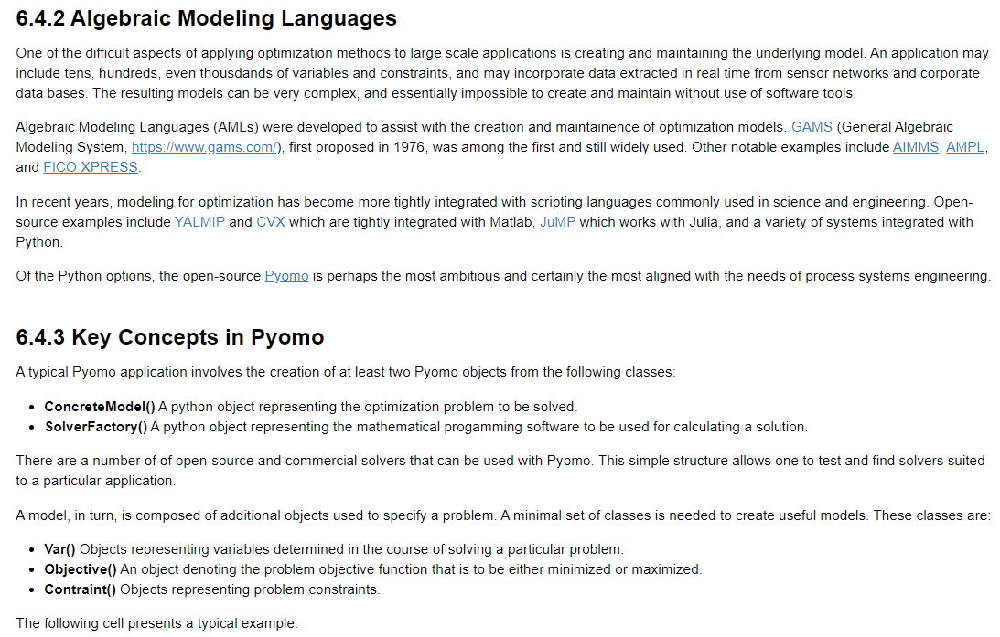 6.4.2 Algebraic Modeling Languages
One of the difficult aspects of applying optimization methods to large scale applications is creating and maintaining the underlying model. An application may
include tens, hundreds, even thousdands of variables and constraints, and may incorporate data extracted in real time from sensor networks and corporate
data bases. The resulting models can be very complex, and essentially impossible to create and maintain without use of software tools.
Algebraic Modeling Languages (AMLs) were developed to assist with the creation and maintainence of optimization models. GAMS (General Algebraic
Modeling System, https://www.gams.com/), first proposed in 1976, was among the first and still widely used. Other notable examples include AIMMS, AMPL,
and FICO XPRESS.
In recent years, modeling for optimization has become more tightly integrated with scripting languages commonly used in science and engineering. Open-
source examples include YALMIP and CVX which are tightly integrated with Matlab, JuMP which works with Julia, and a variety of systems integrated with
Python.
Of the Python options, the open-source Pyomo is perhaps the most ambitious and certainly the most aligned with the needs of process systems engineering.
6.4.3 Key Concepts in Pyomo
A typical Pyomo application involves the creation of at least two Pyomo objects from the following classes:
• ConcreteModel() A python object representing the optimization problem to be solved.
• SolverFactory() A python object representing the mathematical progamming software to be used for calculating a solution.
There are a number of of open-source and commercial solvers that can be used with Pyomo. This simple structure allows one to test and find solvers suited
to a particular application.
A model, in turn, is composed of additional objects used to specify a problem. A minimal set of classes is needed to create useful models. These classes are:
• Var() Objects representing variables determined in the course of solving a particular problem.
• Objective() An object denoting the problem objective function that is to be either minimized or maximized.
• Contraint() Objects representing problem constraints.
The following cell presents a typical example.